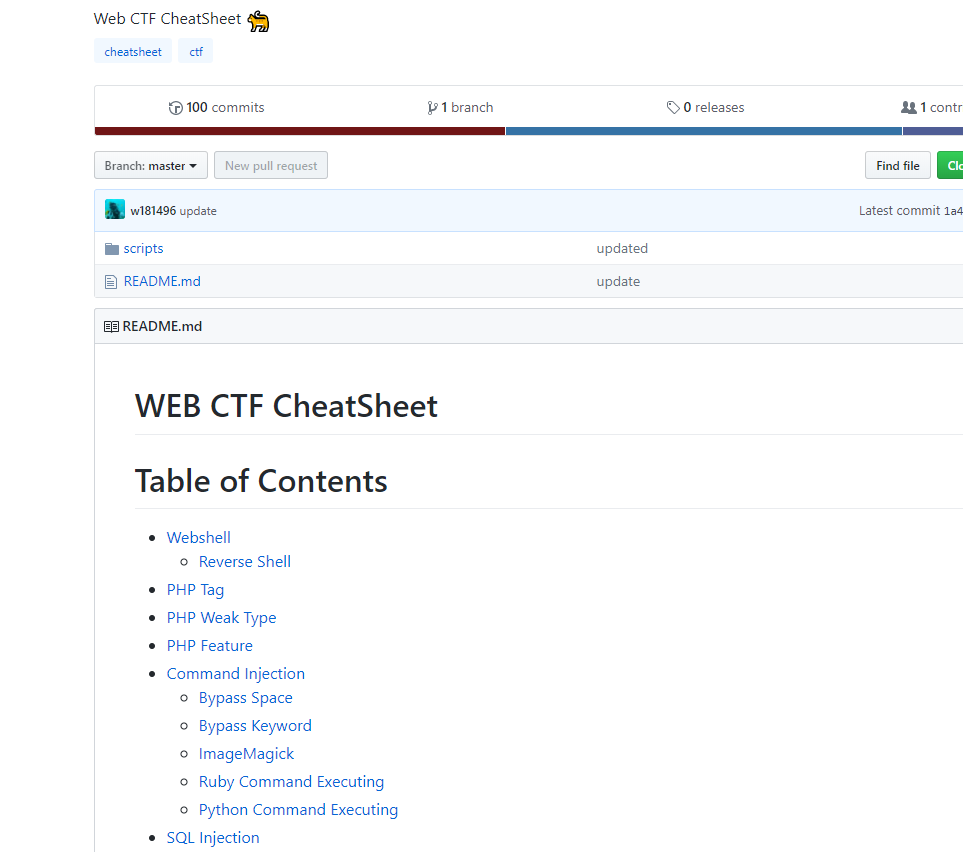 Web CTF CheatSheet
cheatsheet ctf
100 commits 1 branch 0 releases 1 contr
Branch: master New pull request Find file Clo
w181496 update Latest commit 1a4
scripts updated
README.md update
README.md
WEB CTF CheatSheet
Table of Contents
Webshell
Reverse Shell
PHP Tag
PHP Weak Type
PHP Feature
Command Injection
Bypass Space
Bypass Keyword
ImageMagick
Ruby Command Executing
Python Command Executing
SQL Injection